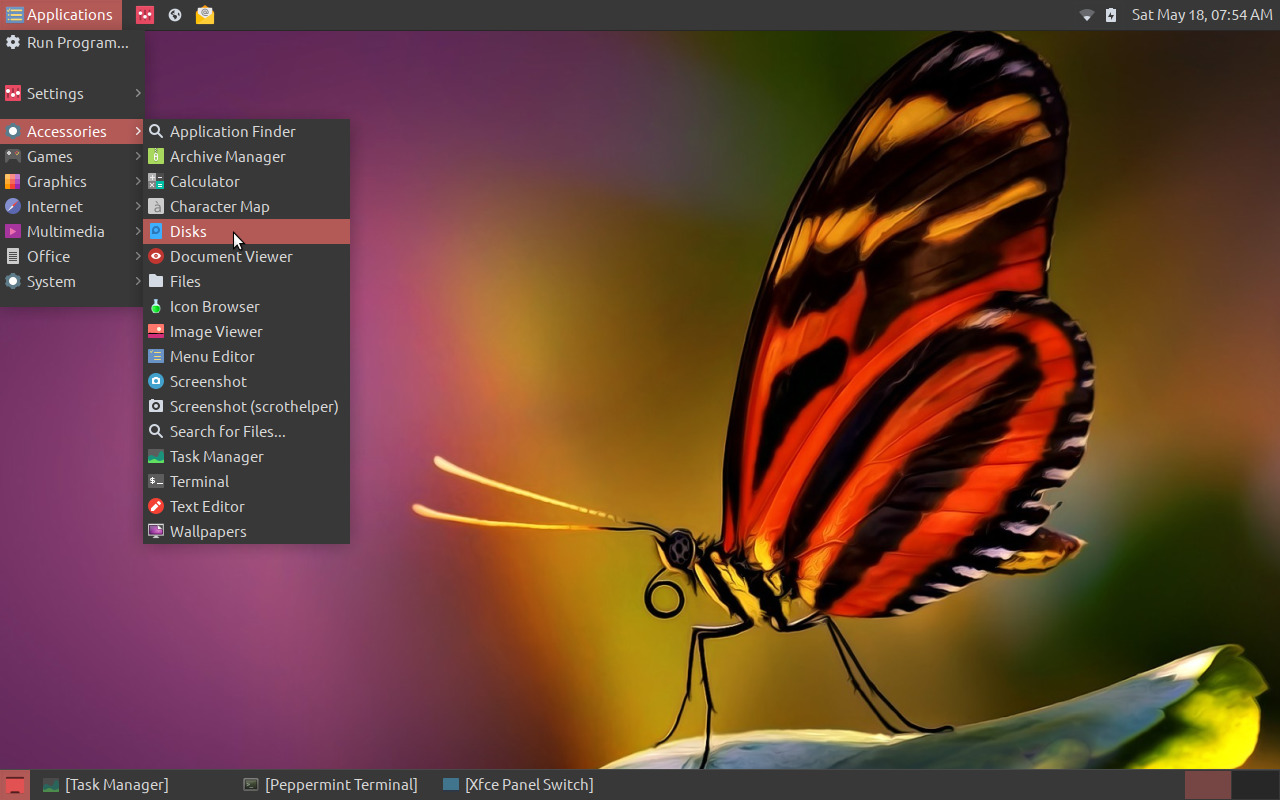 Applications
Sat May 18, 07:54 AM
Run Program...
Settings
Accessories
Games
Graphics
Internet
Multimedia
Office
System
Application Finder
Archive Manager
Calculator
Character Map
Disks
Document Viewer
Files
Icon Browser
Image Viewer
Menu Editor
Screenshot
Screenshot (scrothelper)
Search for Files...
Task Manager
Terminal
Text Editor
Wallpapers
[Task Manager]
[Peppermint Terminal]
[Xfce Panel Switch]